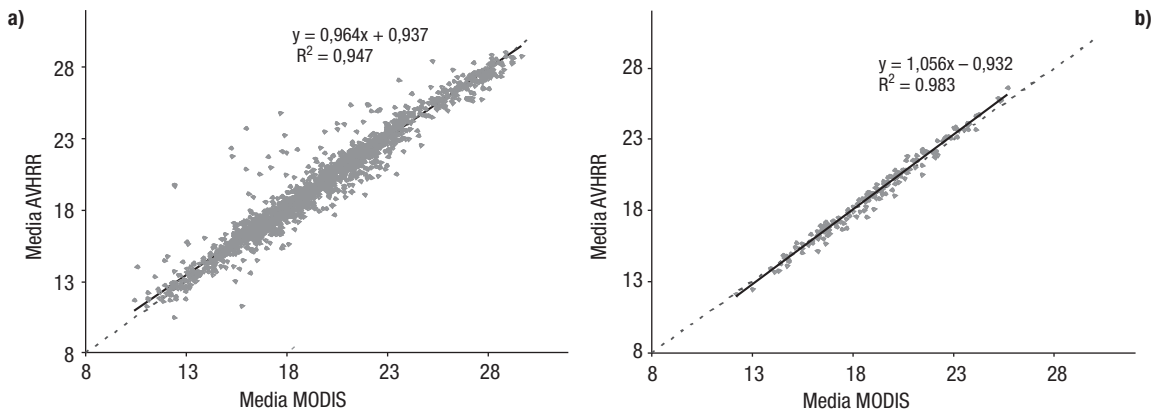 a)
y = 0,964x + 0,937
R² = 0,947
28
23
18
13
8
8 13 18 23 28
Media AVHRR
Media MODIS
b)
y = 1,056x – 0,932
R² = 0.983
28
23
18
13
8
8 13 18 23 28
Media AVHRR
Media MODIS